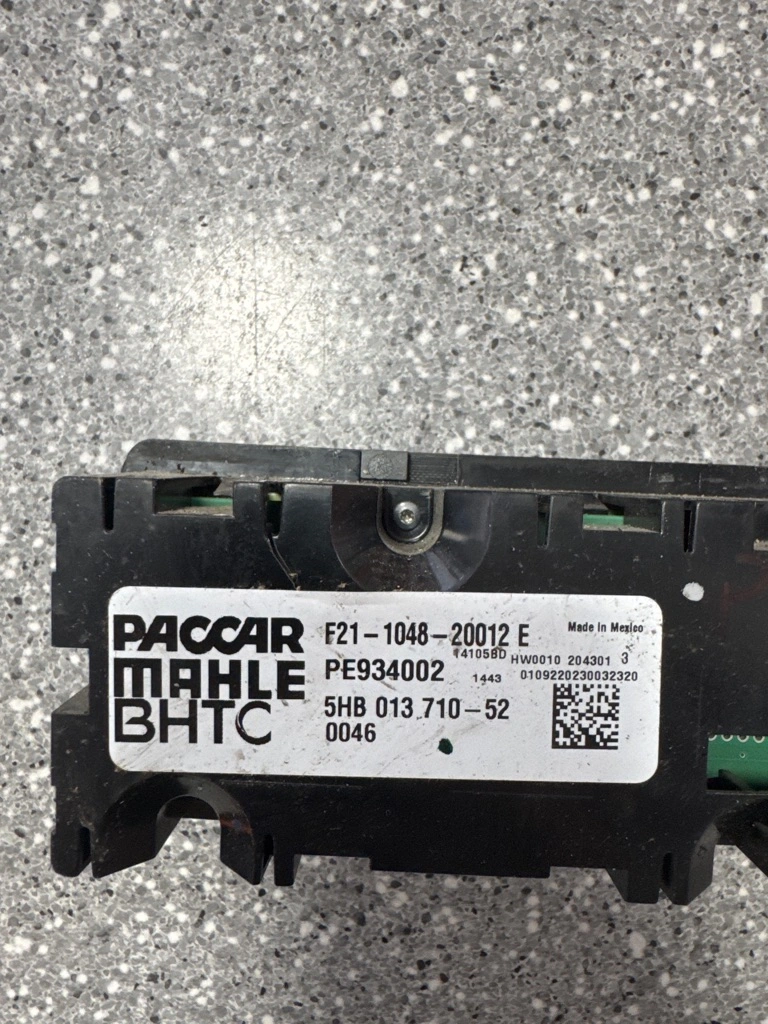 PACCAR
MAHLE
BHTC
F21-1048-20012 E
Made in Mexico
14105BD
HW0010 204301 3
PE934002
1443
0109220230032320
5HB 013 710-52
0046